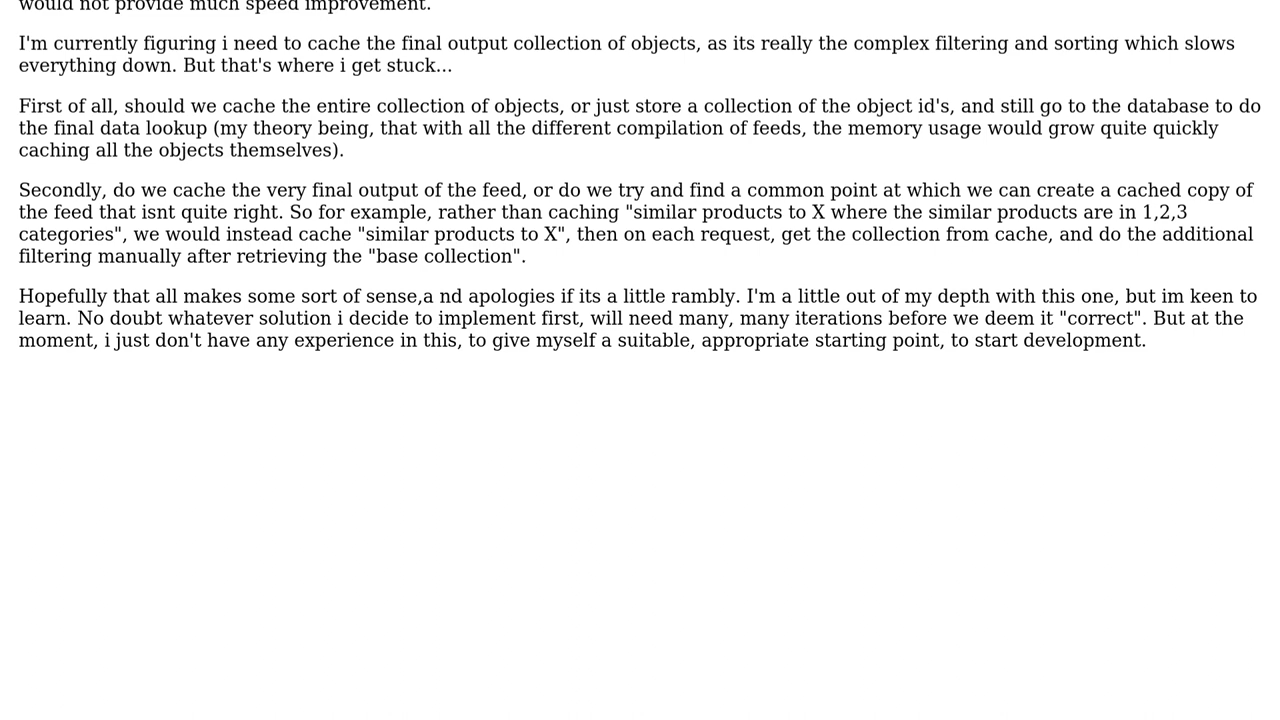 would not provide much speed improvement.
I'm currently figuring i need to cache the final output collection of objects, as its really the complex filtering and sorting which slows
everything down. But that's where i get stuck...
First of all, should we cache the entire collection of objects, or just store a collection of the object id's, and still go to the database to do
the final data lookup (my theory being, that with all the different compilation of feeds, the memory usage would grow quite quickly
caching all the objects themselves).
Secondly, do we cache the very final output of the feed, or do we try and find a common point at which we can create a cached copy of
the feed that isnt quite right. So for example, rather than caching "similar products to X where the similar products are in 1,2,3
categories", we would instead cache "similar products to X", then on each request, get the collection from cache, and do the additional
filtering manually after retrieving the "base collection".
Hopefully that all makes some sort of sense,a nd apologies if its a little rambly. I'm a little out of my depth with this one, but im keen to
learn. No doubt whatever solution i decide to implement first, will need many, many iterations before we deem it "correct". But at the
moment, i just don't have any experience in this, to give myself a suitable, appropriate starting point, to start development.